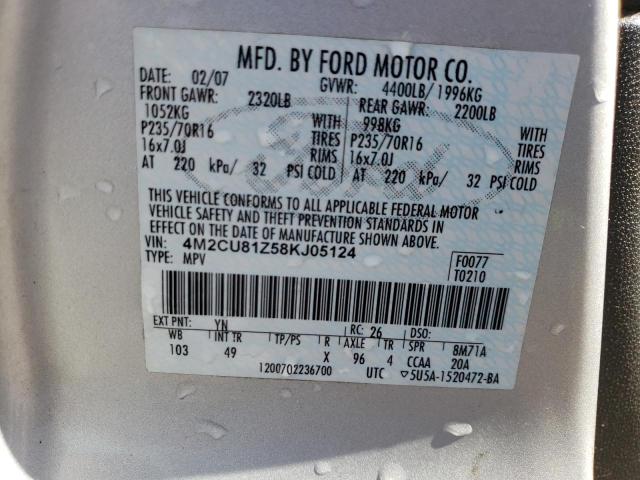 MFD. BY FORD MOTOR CO.
DATE: 02/07 GVWR: 4400LB/ 1996KG
FRONT GAWR: 2320LB REAR GAWR: 2200LB
1052KG WITH 998KG WITH
P235/70R16 TIRES P235/70R16 TIRES
16x7.0J RIMS 16x7.0J RIMS
AT 220 kPa/ 32 PSI COLD AT 220 kPa/ 32 PSI COLD
THIS VEHICLE CONFORMS TO ALL APPLICABLE FEDERAL MOTOR
VEHICLE SAFETY AND THEFT PREVENTION STANDARDS IN
EFFECT ON THE DATE OF MANUFACTURE SHOWN ABOVE.
VIN: 4M2CU81Z58KJ05124 F0077
TYPE: MPV T0210
EXT PNT: YN RC: 26 DSO:
WB INT TR TP/PS R AXLE TR SPR 8M71A
103 49 X 96 4 CCAA 20A
1200702236700 UTC ▽5U5A-1520472-BA